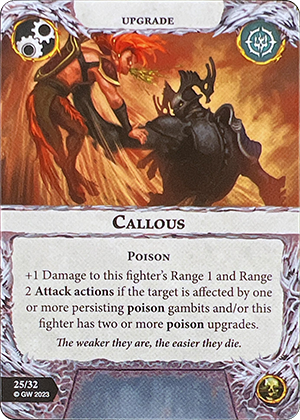 UPGRADE
CALLOUS
POISON
+1 Damage to this fighter's Range 1 and Range
2 Attack actions if the target is affected by one
or more persisting poison gambits and/or this
fighter has two or more poison upgrades.
The weaker they are, the easier they die.
25/32
© GW 2023